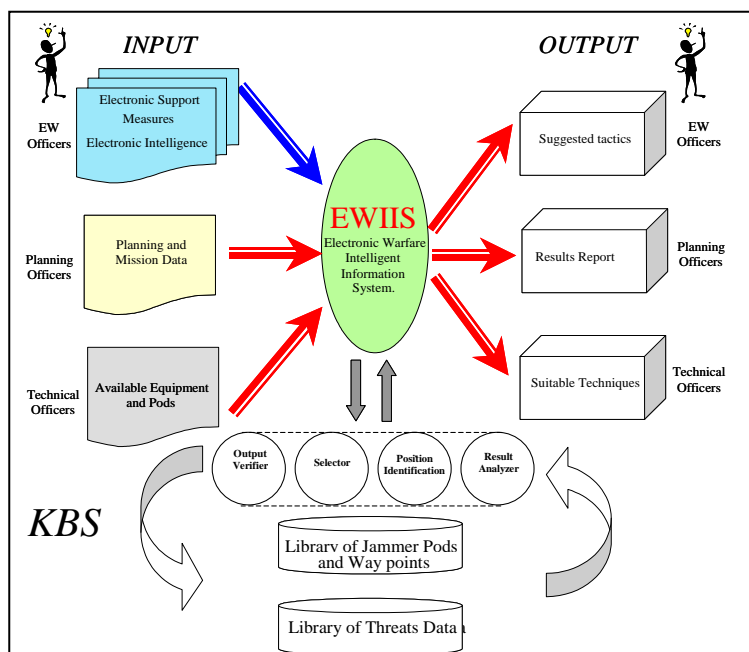 INPUT
OUTPUT
EW
Officers
Electronic Support
Measures
Electronic Intelligence
Planning
Officers
Planning and
Mission Data
Technical
Officers
Available Equipment
and Pods
EWIIS
Electronic Warfare
Intelligent
Information
System.
Suggested tactics
EW
Officers
Results Report
Planning
Officers
Suitable Techniques
Technical
Officers
KBS
Output
Verifier
Selector
Position
Identification
Result
Analyzer
Library of Jammer Pods
and Way points
Library of Threats Data